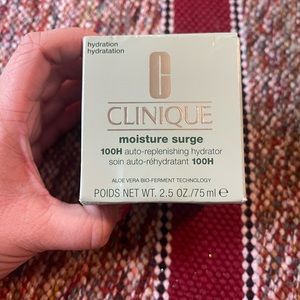 hydration
hydratation
C
CLINIQUE
moisture surge
100H auto-replenishing hydrator
soin auto-réhydratant 100H
ALOE VERA BIO-FERMENT TECHNOLOGY
POIDS NET WT. 2.5 OZ./75 ml ℮